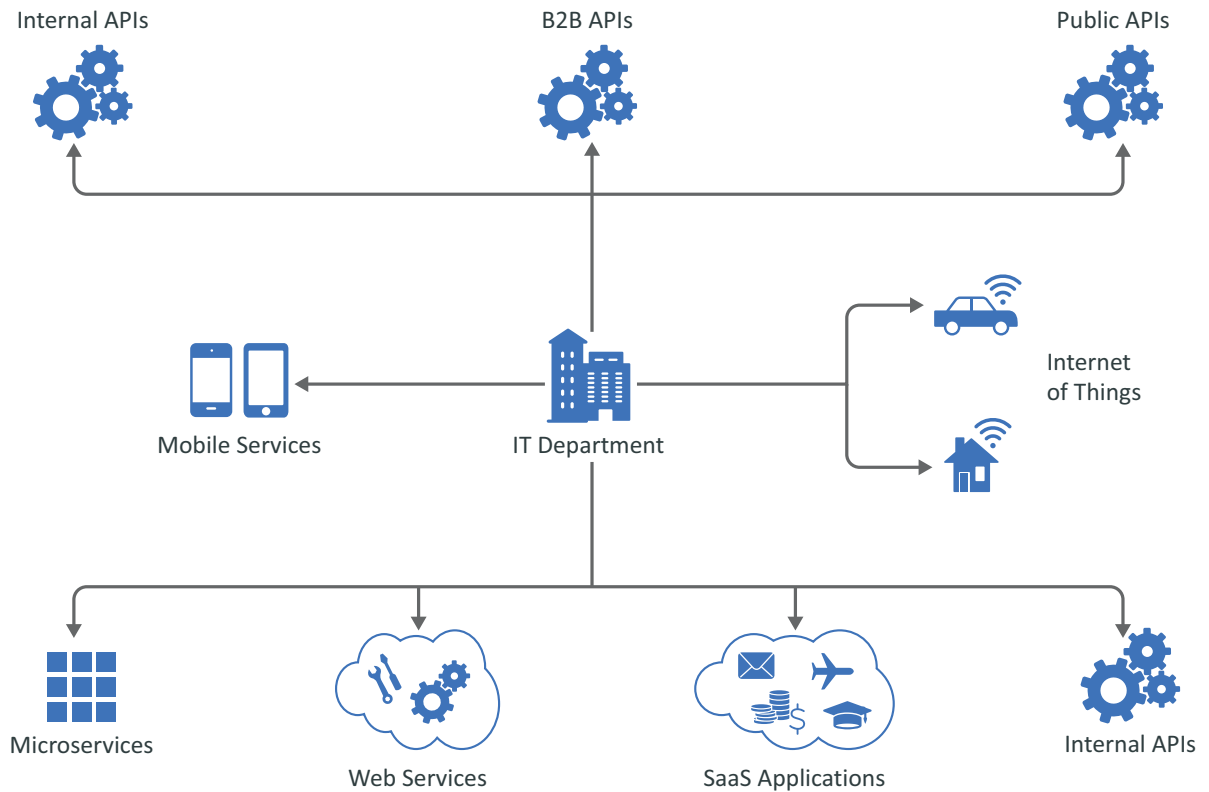 Internal APIs
B2B APIs
Public APIs
Internet
of Things
Mobile Services
IT Department
Microservices
Web Services
SaaS Applications
Internal APIs